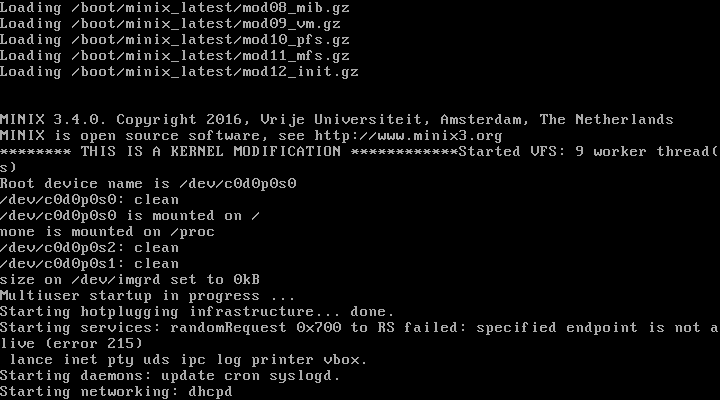 Loading /boot/minix_latest/mod08_mib.gz
Loading /boot/minix_latest/mod09_vm.gz
Loading /boot/minix_latest/mod10_pfs.gz
Loading /boot/minix_latest/mod11_mfs.gz
Loading /boot/minix_latest/mod12_init.gz
MINIX 3.4.0. Copyright 2016, Vrije Universiteit, Amsterdam, The Netherlands
MINIX is open source software, see http://www.minix3.org
******** THIS IS A KERNEL MODIFICATION ************Started VFS: 9 worker thread(
s)
Root device name is /dev/c0d0p0s0
/dev/c0d0p0s0: clean
/dev/c0d0p0s0 is mounted on /
none is mounted on /proc
/dev/c0d0p0s2: clean
/dev/c0d0p0s1: clean
size on /dev/imgrd set to 0kB
Multiuser startup in progress ...
Starting hotplugging infrastructure... done.
Starting services: randomRequest 0x700 to RS failed: specified endpoint is not a
live (error 215)
 lance inet pty uds ipc log printer vbox.
Starting daemons: update cron syslogd.
Starting networking: dhcpd